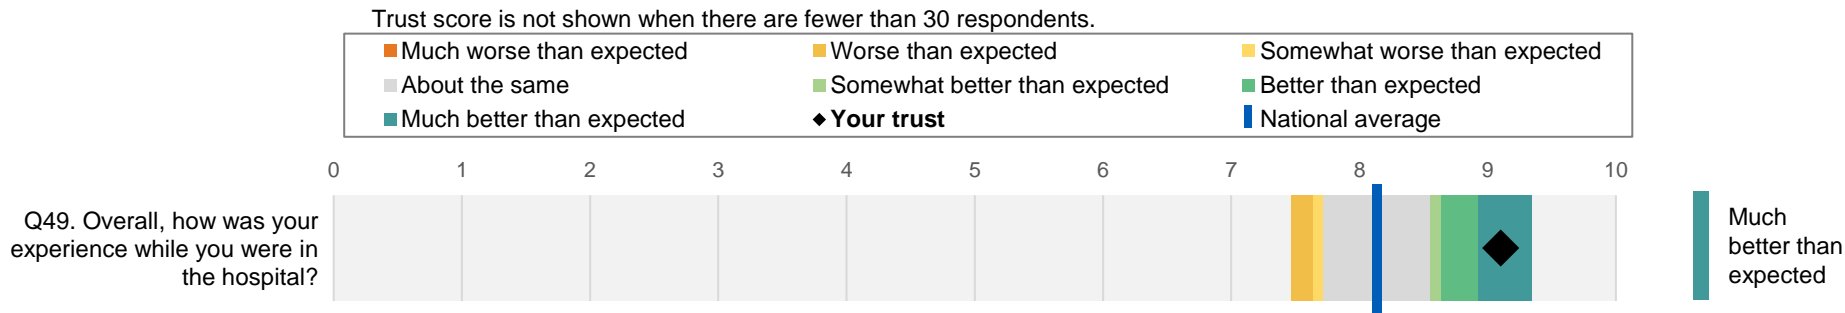 Trust score is not shown when there are fewer than 30 respondents.
Much worse than expected Worse than expected Somewhat worse than expected
About the same Somewhat better than expected Better than expected
Much better than expected Your trust National average
0 1 2 3 4 5 6 7 8 9 10
Q49. Overall, how was your
experience while you were in
the hospital?
Much
better than
expected